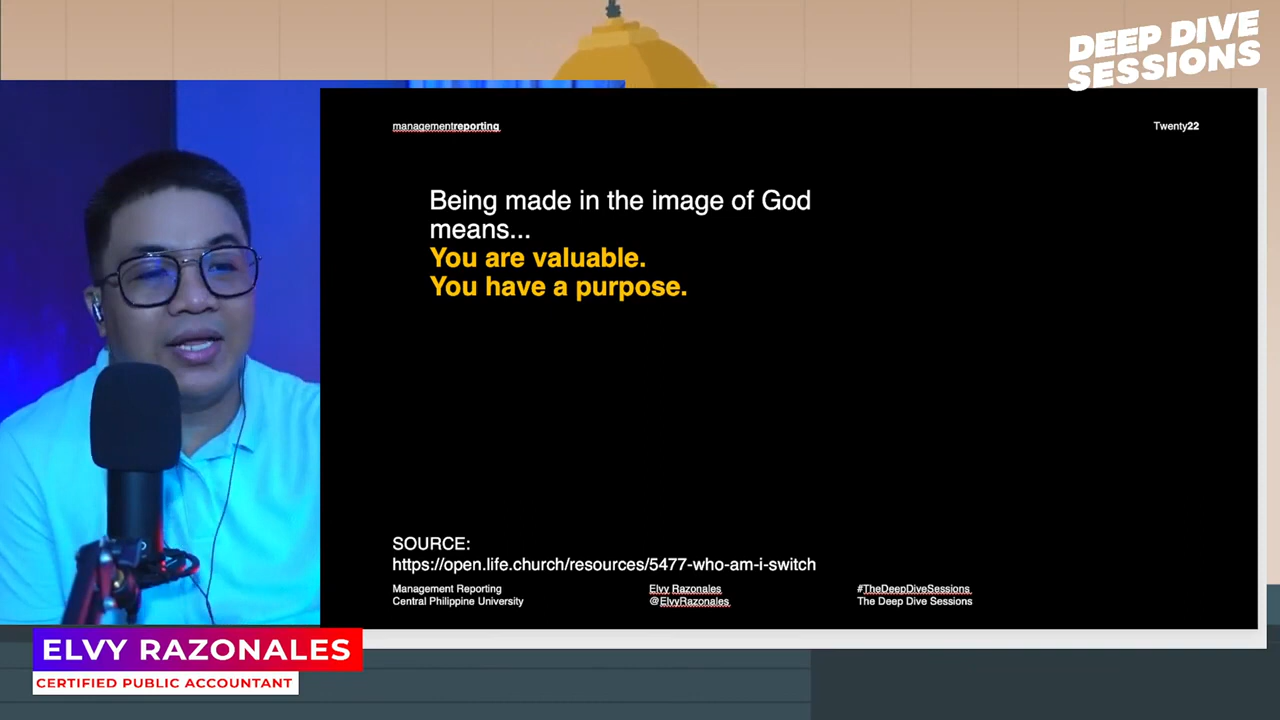 DEEP DIVE
SESSIONS
managementreporting
Twenty22
Being made in the image of God
means...
You are valuable.
You have a purpose.
SOURCE:
https://open.life.church/resources/5477-who-am-i-switch
Management Reporting
Central Philippine University
Elvy Razonales
@ElvyRazonales
#TheDeepDiveSessions
The Deep Dive Sessions
ELVY RAZONALES
CERTIFIED PUBLIC ACCOUNTANT